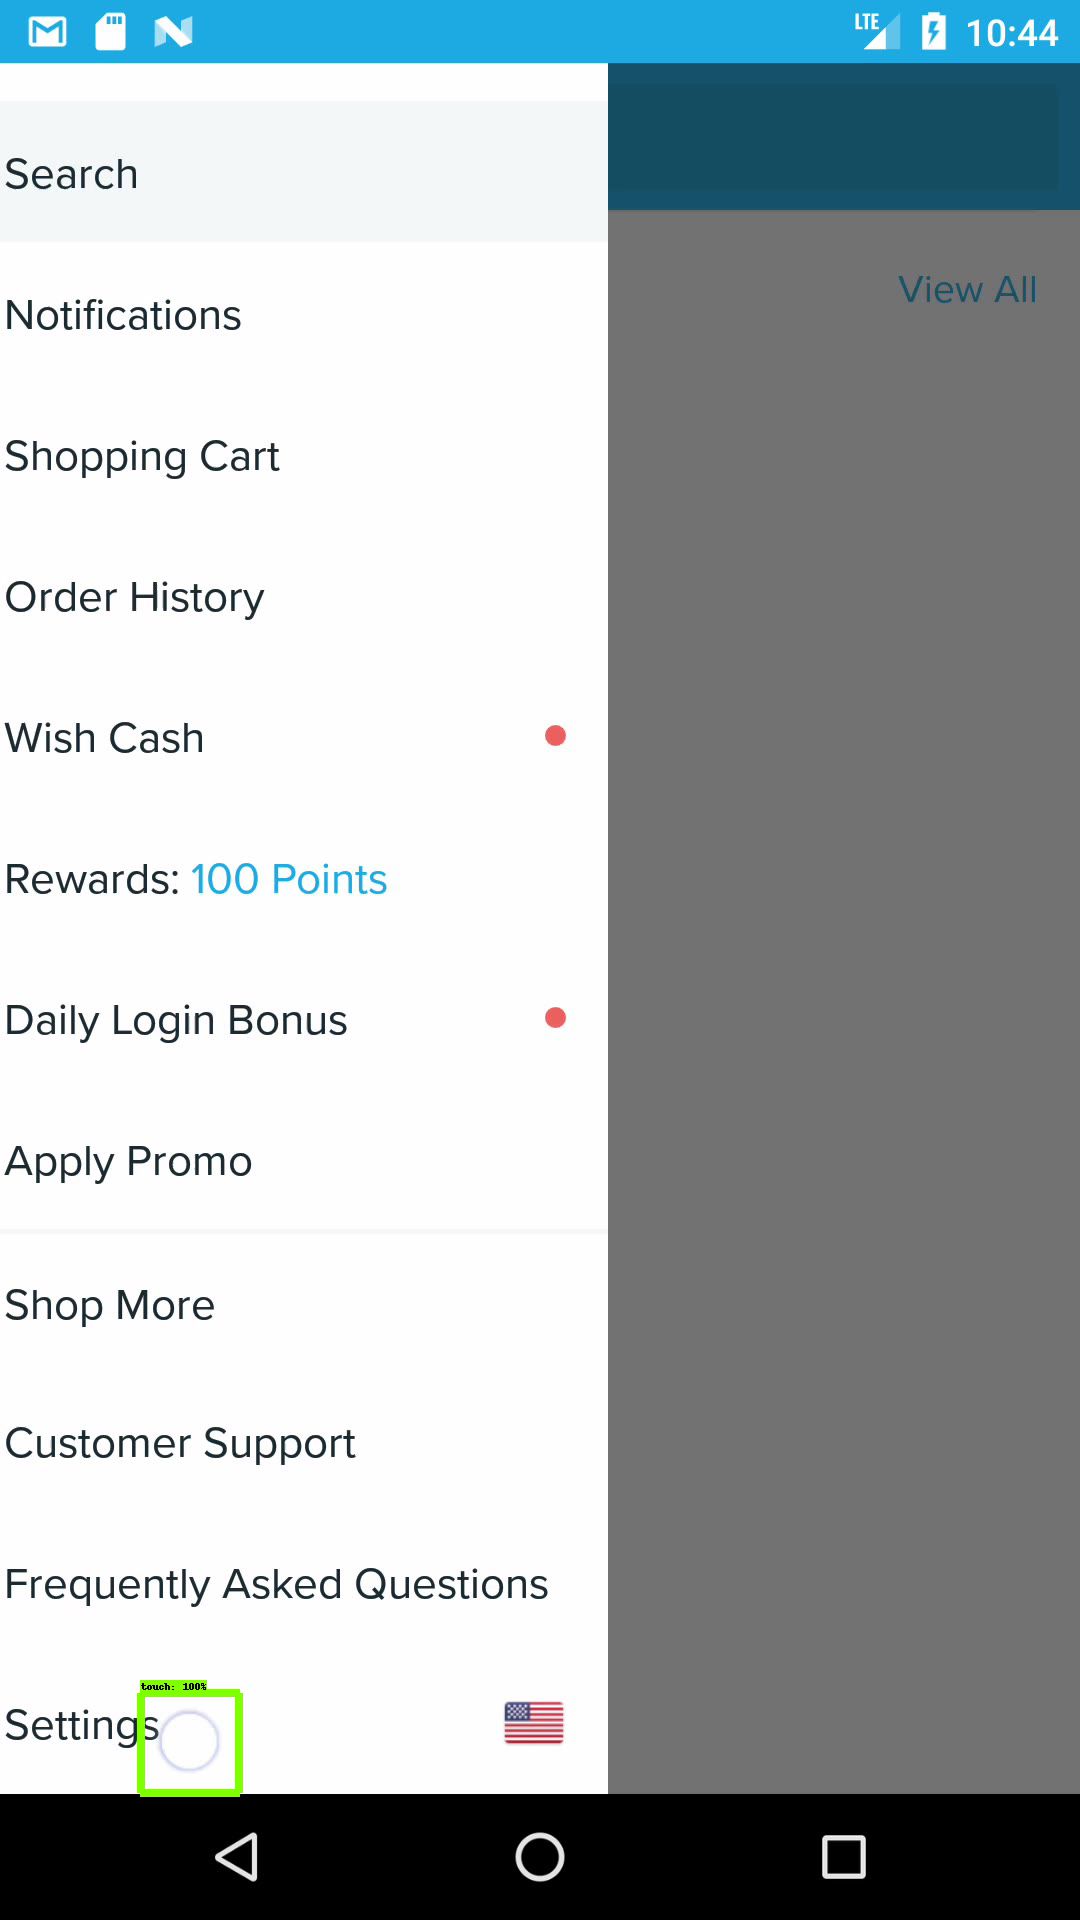 LTE 10:44
Search
View All
Notifications
Shopping Cart
Order History
Wish Cash
Rewards: 100 Points
Daily Login Bonus
Apply Promo
Shop More
Customer Support
Frequently Asked Questions
touch: 100%
Settings